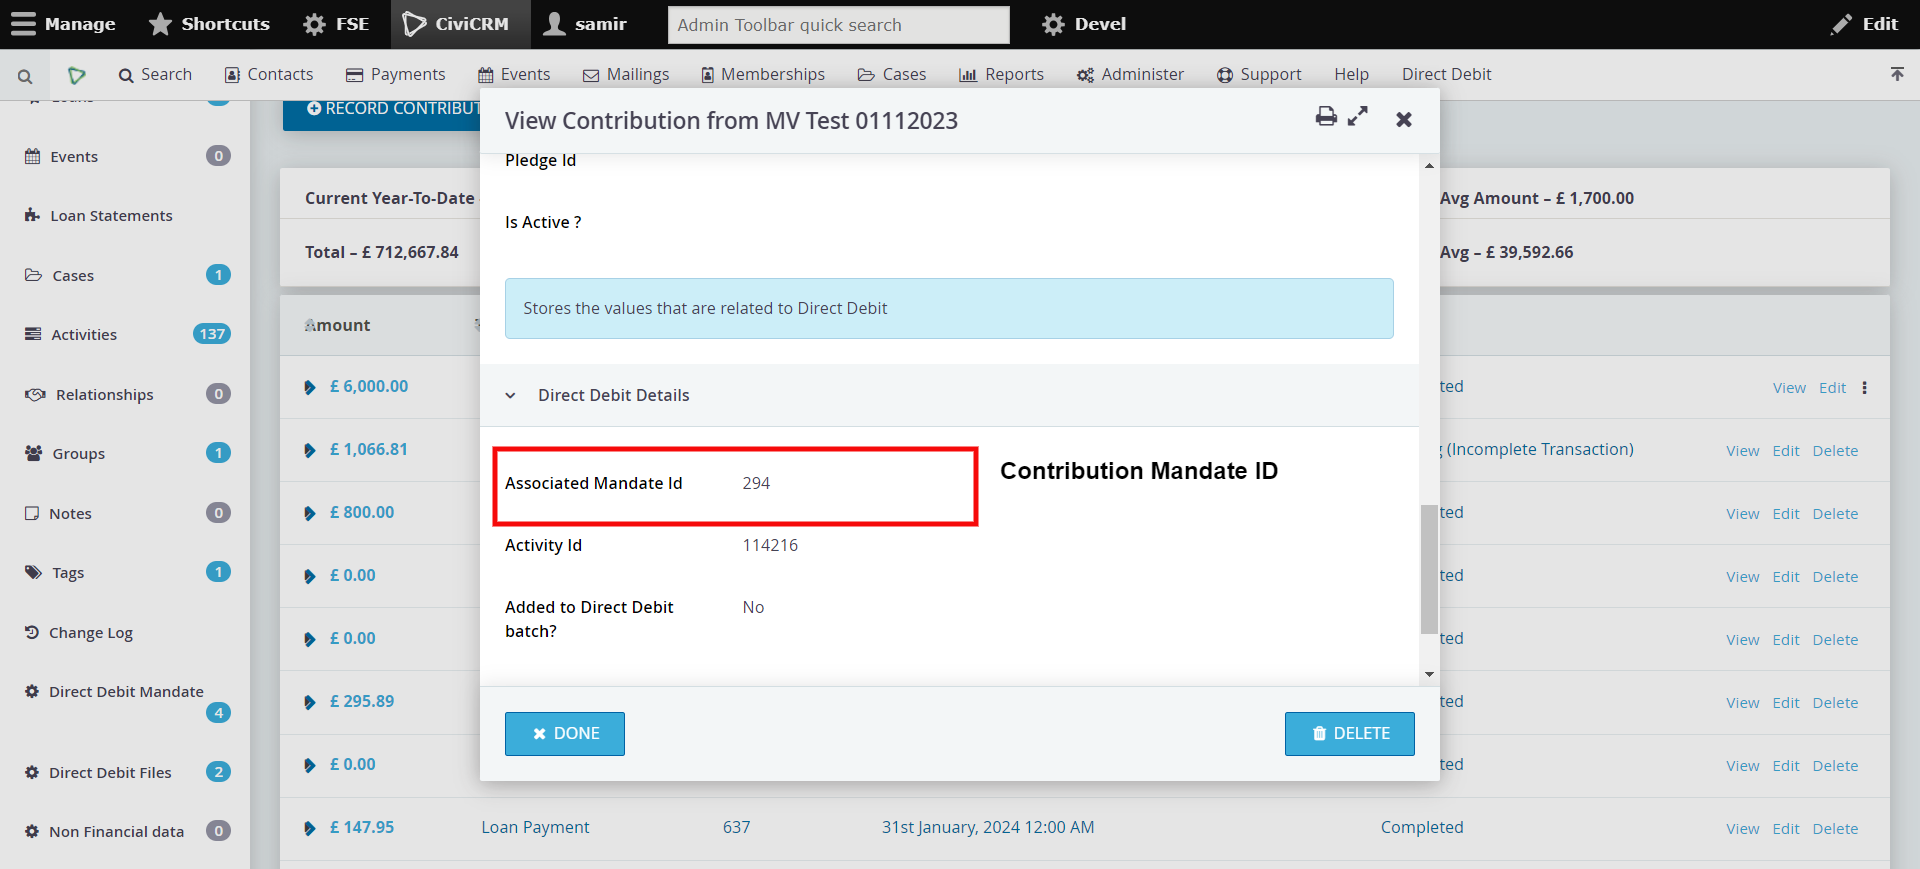 Manage Shortcuts FSE CiviCRM samir Admin Toolbar quick search Devel Edit
Search Contacts Payments Events Mailings Memberships Cases Reports Administer Support Help Direct Debit
Loans
Events 0
Loan Statements
Cases 1
Activities 137
Relationships 0
Groups 1
Notes 0
Tags 1
Change Log
Direct Debit Mandate
4
Direct Debit Files 2
Non Financial data 0
RECORD CONTRIBUT
Current Year-To-Date
Avg Amount – £ 1,700.00
Total – £ 712,667.84
Avg – £ 39,592.66
Amount
£ 6,000.00 ted View Edit
£ 1,066.81 (Incomplete Transaction) View Edit Delete
£ 800.00 ted View Edit Delete
£ 0.00 ted View Edit Delete
£ 0.00 ted View Edit Delete
£ 295.89 ted View Edit Delete
£ 0.00 ted View Edit Delete
£ 147.95 Loan Payment 637 31st January, 2024 12:00 AM Completed View Edit Delete
View Contribution from MV Test 01112023
Pledge Id
Is Active ?
Stores the values that are related to Direct Debit
Direct Debit Details
Associated Mandate Id 294
Contribution Mandate ID
Activity Id 114216
Added to Direct Debit batch? No
DONE
DELETE